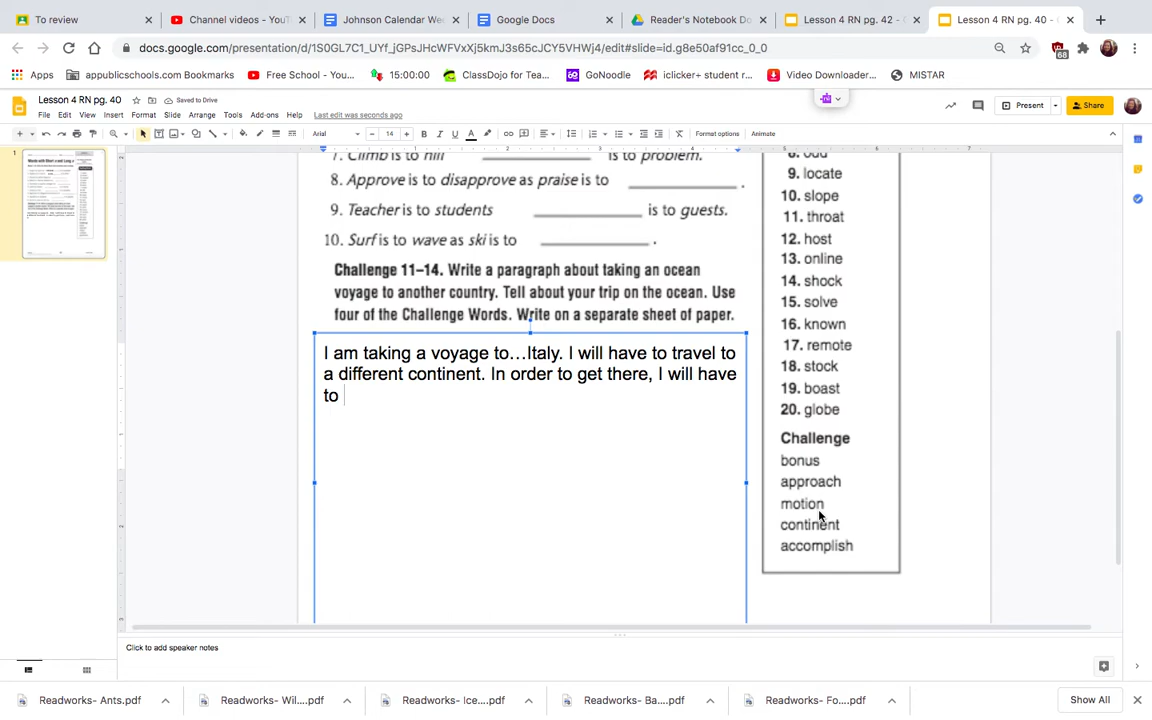 To review
Channel videos - YouT
Johnson Calendar Wee
Google Docs
Reader's Notebook Do
Lesson 4 RN pg. 42 -
Lesson 4 RN pg. 40 -
docs.google.com/presentation/d/1S0GL7C1_UYf_jGPsJHcWFVxXj5kmJ3s65cJCY5VHWj4/edit#slide=id.g8e50af91cc_0_0
68
Apps
appublicschools.com Bookmarks
Free School - You...
15:00:00
ClassDojo for Tea...
GoNoodle
iclicker+ student r...
Video Downloader...
MISTAR
Lesson 4 RN pg. 40
Saved to Drive
File Edit View Insert Format Slide Arrange Tools Add-ons Help Last edit was seconds ago
Present
Share
Arial
14
Format options
Animate
1
7. Climb is to hill ____ is to problem.
8. Approve is to disapprove as praise is to ____.
9. Teacher is to students ____ is to guests.
10. Surf is to wave as ski is to ____.
Challenge 11–14. Write a paragraph about taking an ocean
voyage to another country. Tell about your trip on the ocean. Use
four of the Challenge Words. Write on a separate sheet of paper.
I am taking a voyage to…Italy. I will have to travel to
a different continent. In order to get there, I will have
to
8. odd
9. locate
10. slope
11. throat
12. host
13. online
14. shock
15. solve
16. known
17. remote
18. stock
19. boast
20. globe
Challenge
bonus
approach
motion
continent
accomplish
Click to add speaker notes
Readworks- Ants.pdf
Readworks- Wil....pdf
Readworks- Ice....pdf
Readworks- Ba....pdf
Readworks- Fo....pdf
Show All